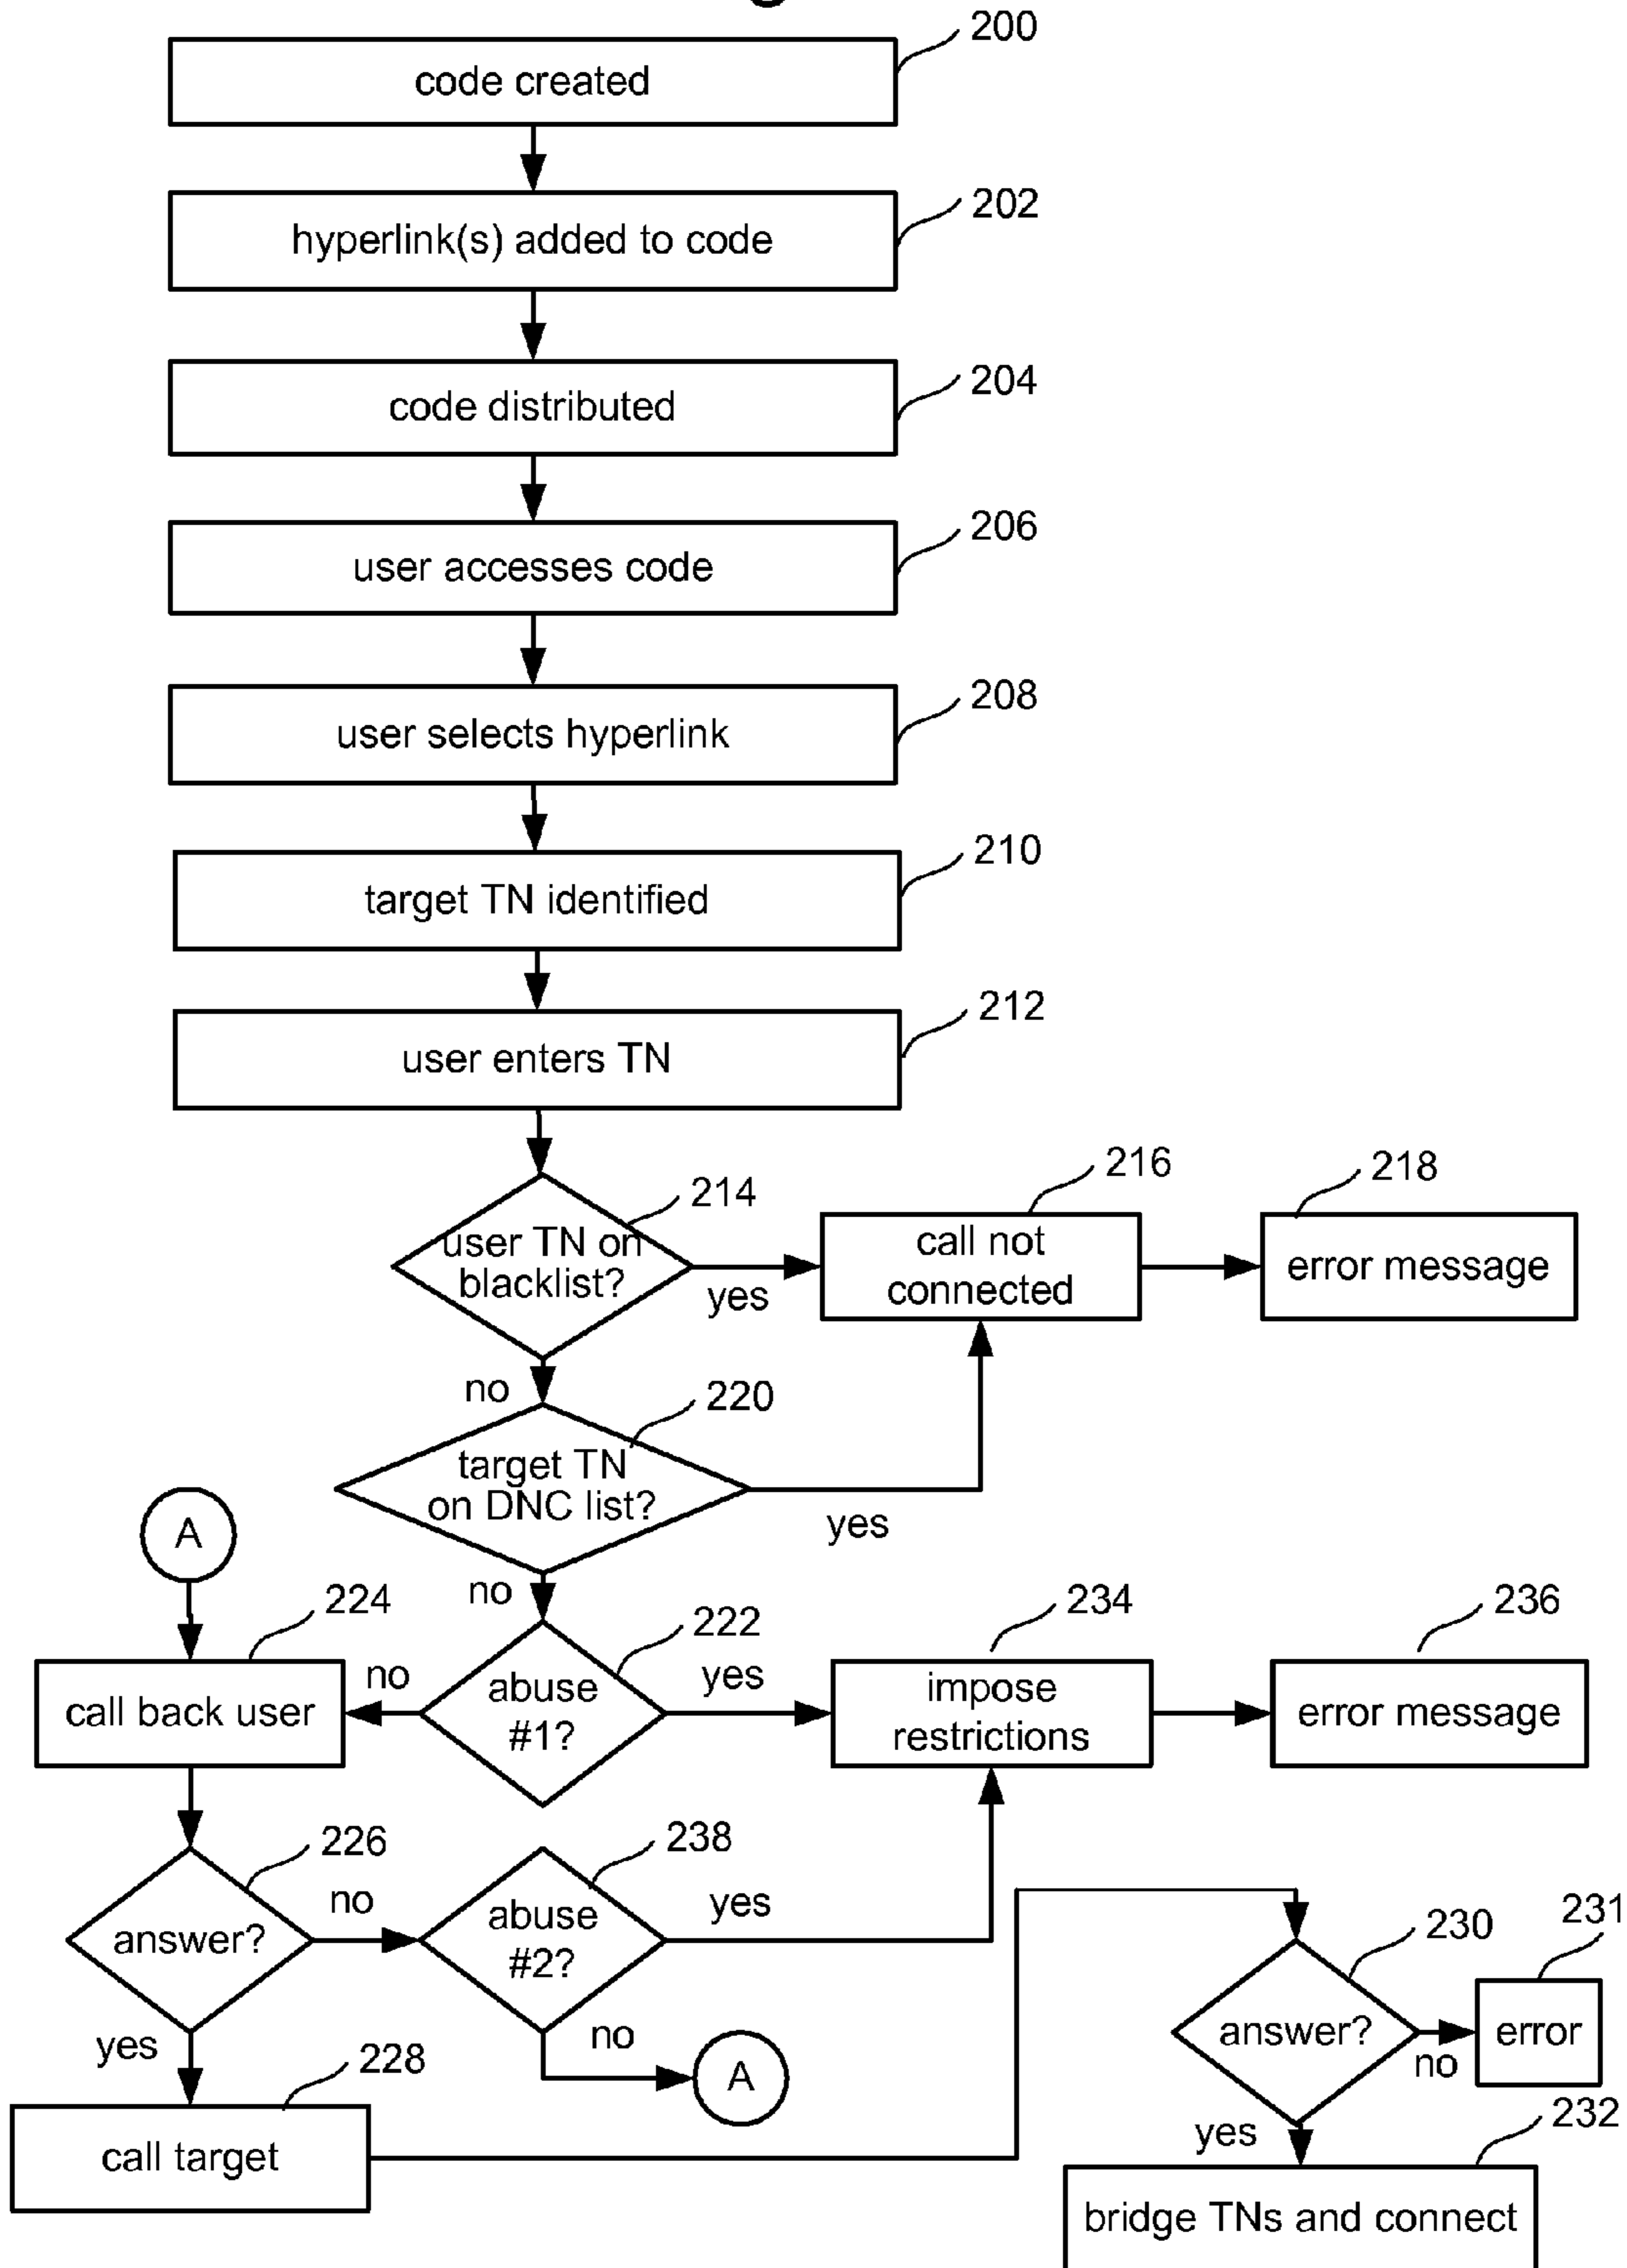 200
code created
202
hyperlink(s) added to code
204
code distributed
206
user accesses code
208
user selects hyperlink
210
target TN identified
212
user enters TN
214
user TN on
blacklist?
yes
216
call not
connected
218
error message
no
220
target TN
on DNC list?
yes
A
no
224
call back user
no
222
abuse
#1?
yes
234
impose
restrictions
236
error message
226
answer?
no
238
abuse
#2?
yes
no
A
yes
228
call target
230
answer?
no
231
error
yes
232
bridge TNs and connect